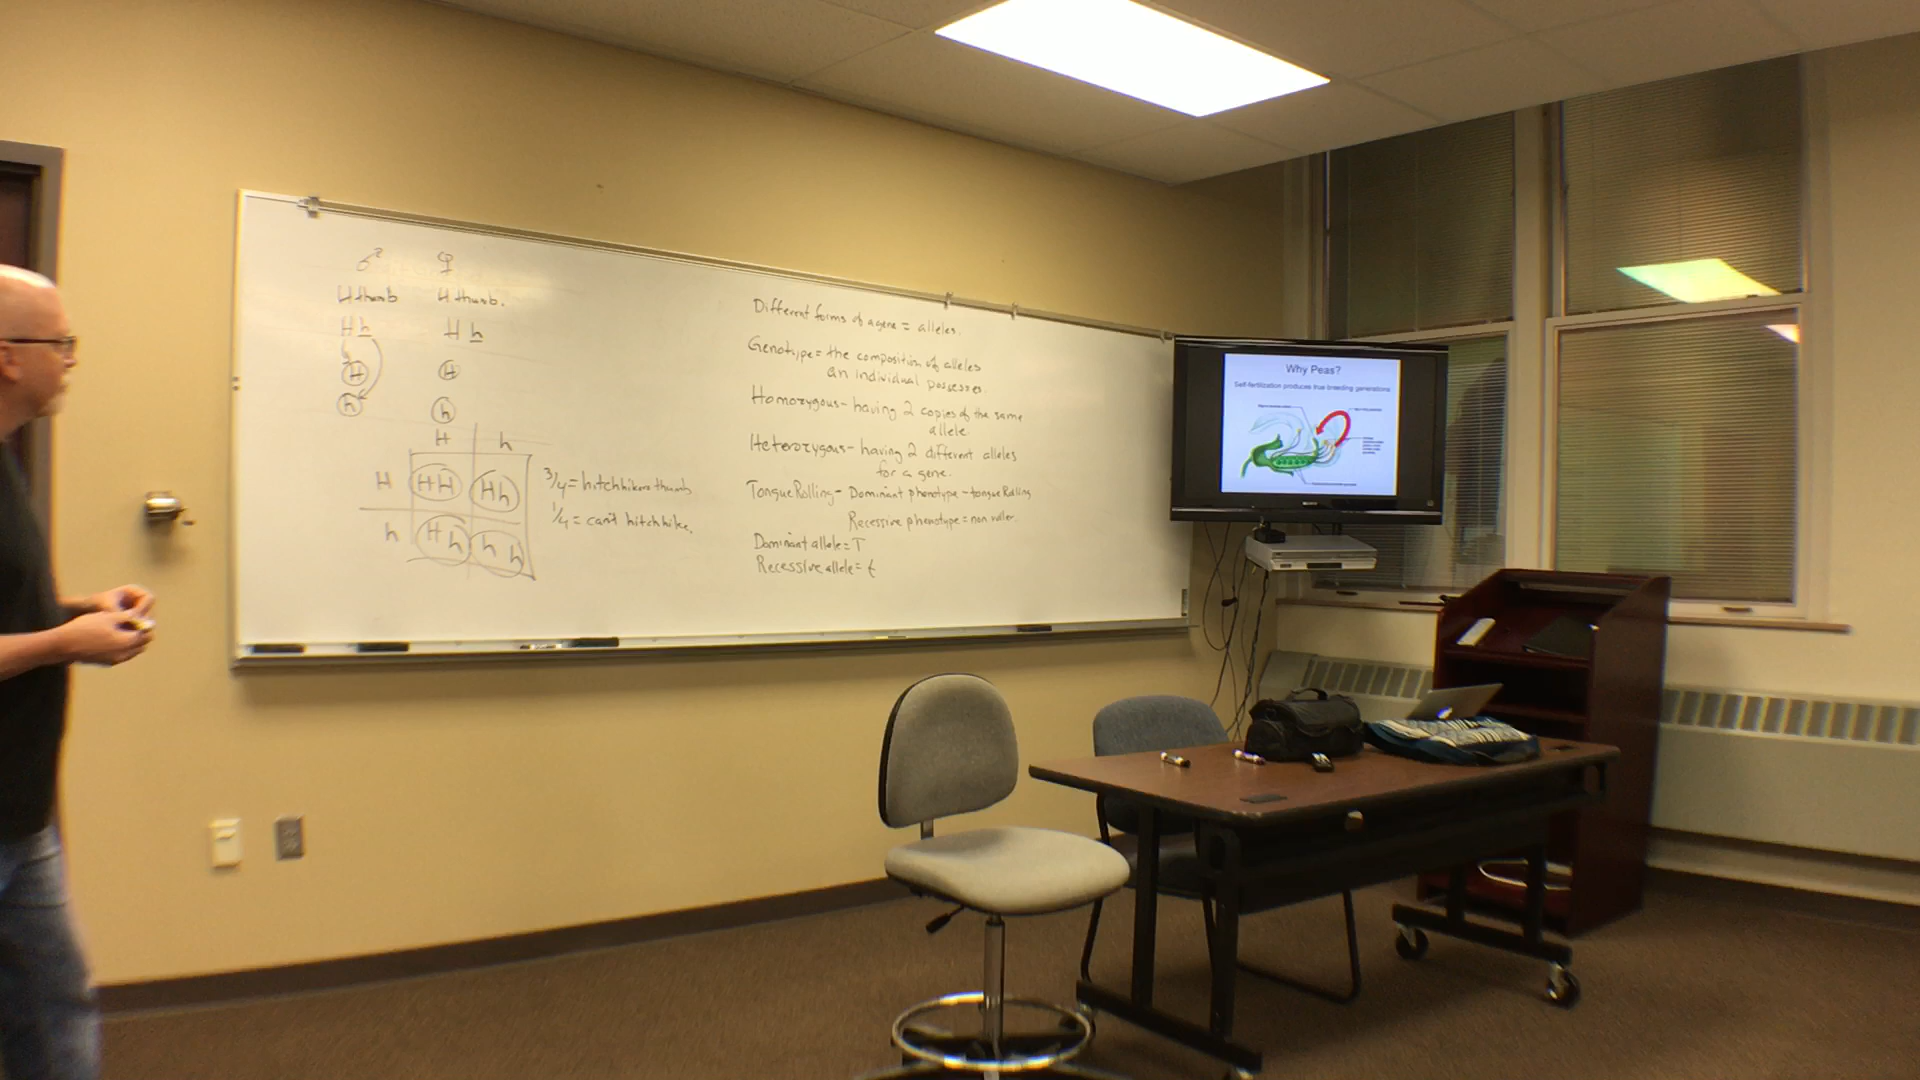 ♂ ♀
H thumb H thumb.
H h H h
H H
h h
H h
H HH Hh
h Hh hh
3/4 = hitchhikers thumb
1/4 = can't hitchhike.
Different forms of a gene = alleles.
Genotype = the composition of alleles
an individual possesses.
Homozygous - having 2 copies of the same
allele.
Heterozygous - having 2 different alleles
for a gene.
Tongue Rolling - Dominant phenotype - tongue Rolling
Recessive phenotype = non roller.
Dominant allele = T
Recessive allele = t
Why Peas?
Self-fertilization produces true breeding generations
SONY